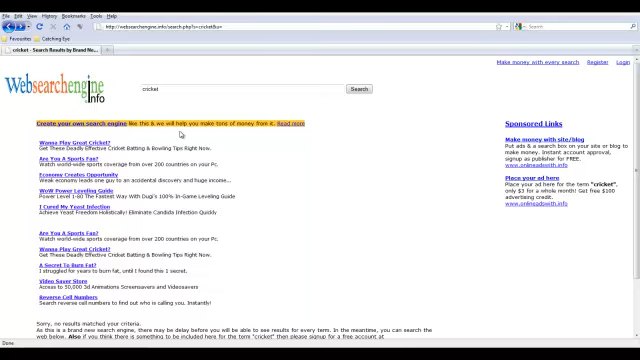 File Edit View History Bookmarks Tools Help
http://websearchengine.info/search.php?s=cricket&u=
Search
Favourites Catching Eye
cricket - Search Results by Brand Ne...
Make money with every search Register Login
Websearchengine.info
cricket
Search
Create your own search engine like this & we will help you make tons of money from it. Read more
Wanna Play Great Cricket?
Get These Deadly Effective Cricket Batting & Bowling Tips Right Now.
Are You A Sports Fan?
Watch world-wide sports coverage from over 200 countries on your Pc.
Economy Creates Opportunity
Weak economy leads one guy to an accidental discovery and huge income...
WoW Power Leveling Guide
Power Level 1-80 The Fastest Way With Dugi's 100% In-Game Leveling Guide
I Cured My Yeast Infection
Achieve Yeast Freedom Holistically! Eliminate Candida Infection Quickly
Are You A Sports Fan?
Watch world-wide sports coverage from over 200 countries on your Pc.
Wanna Play Great Cricket?
Get These Deadly Effective Cricket Batting & Bowling Tips Right Now.
A Secret To Burn Fat?
I struggled for years to burn fat, until I found this 1 secret.
Video Saver Store
Access to 50,000 3d Animations Screensavers and Videosavers
Reverse Cell Numbers
Search reverse cell numbers to find out who is calling you. Instantly!
Sorry, no results matched your criteria.
As this is a brand new search engine, there may be delay before you will be able to see results for every term. In the meantime, you can search the
web below. Also if you think there is something to be included here for the term "cricket" then please signup for a free account at
Sponsored Links
Make money with site/blog
Put ads & a search box on your site or blog
to make money. Instant account approval,
signup as publisher for FREE.
www.onlineadswith.info
Place your ad here
Place your ads here for the term "cricket",
only $3 for a whole month! Get free $100
advertising credit.
www.onlineadswith.info
Done